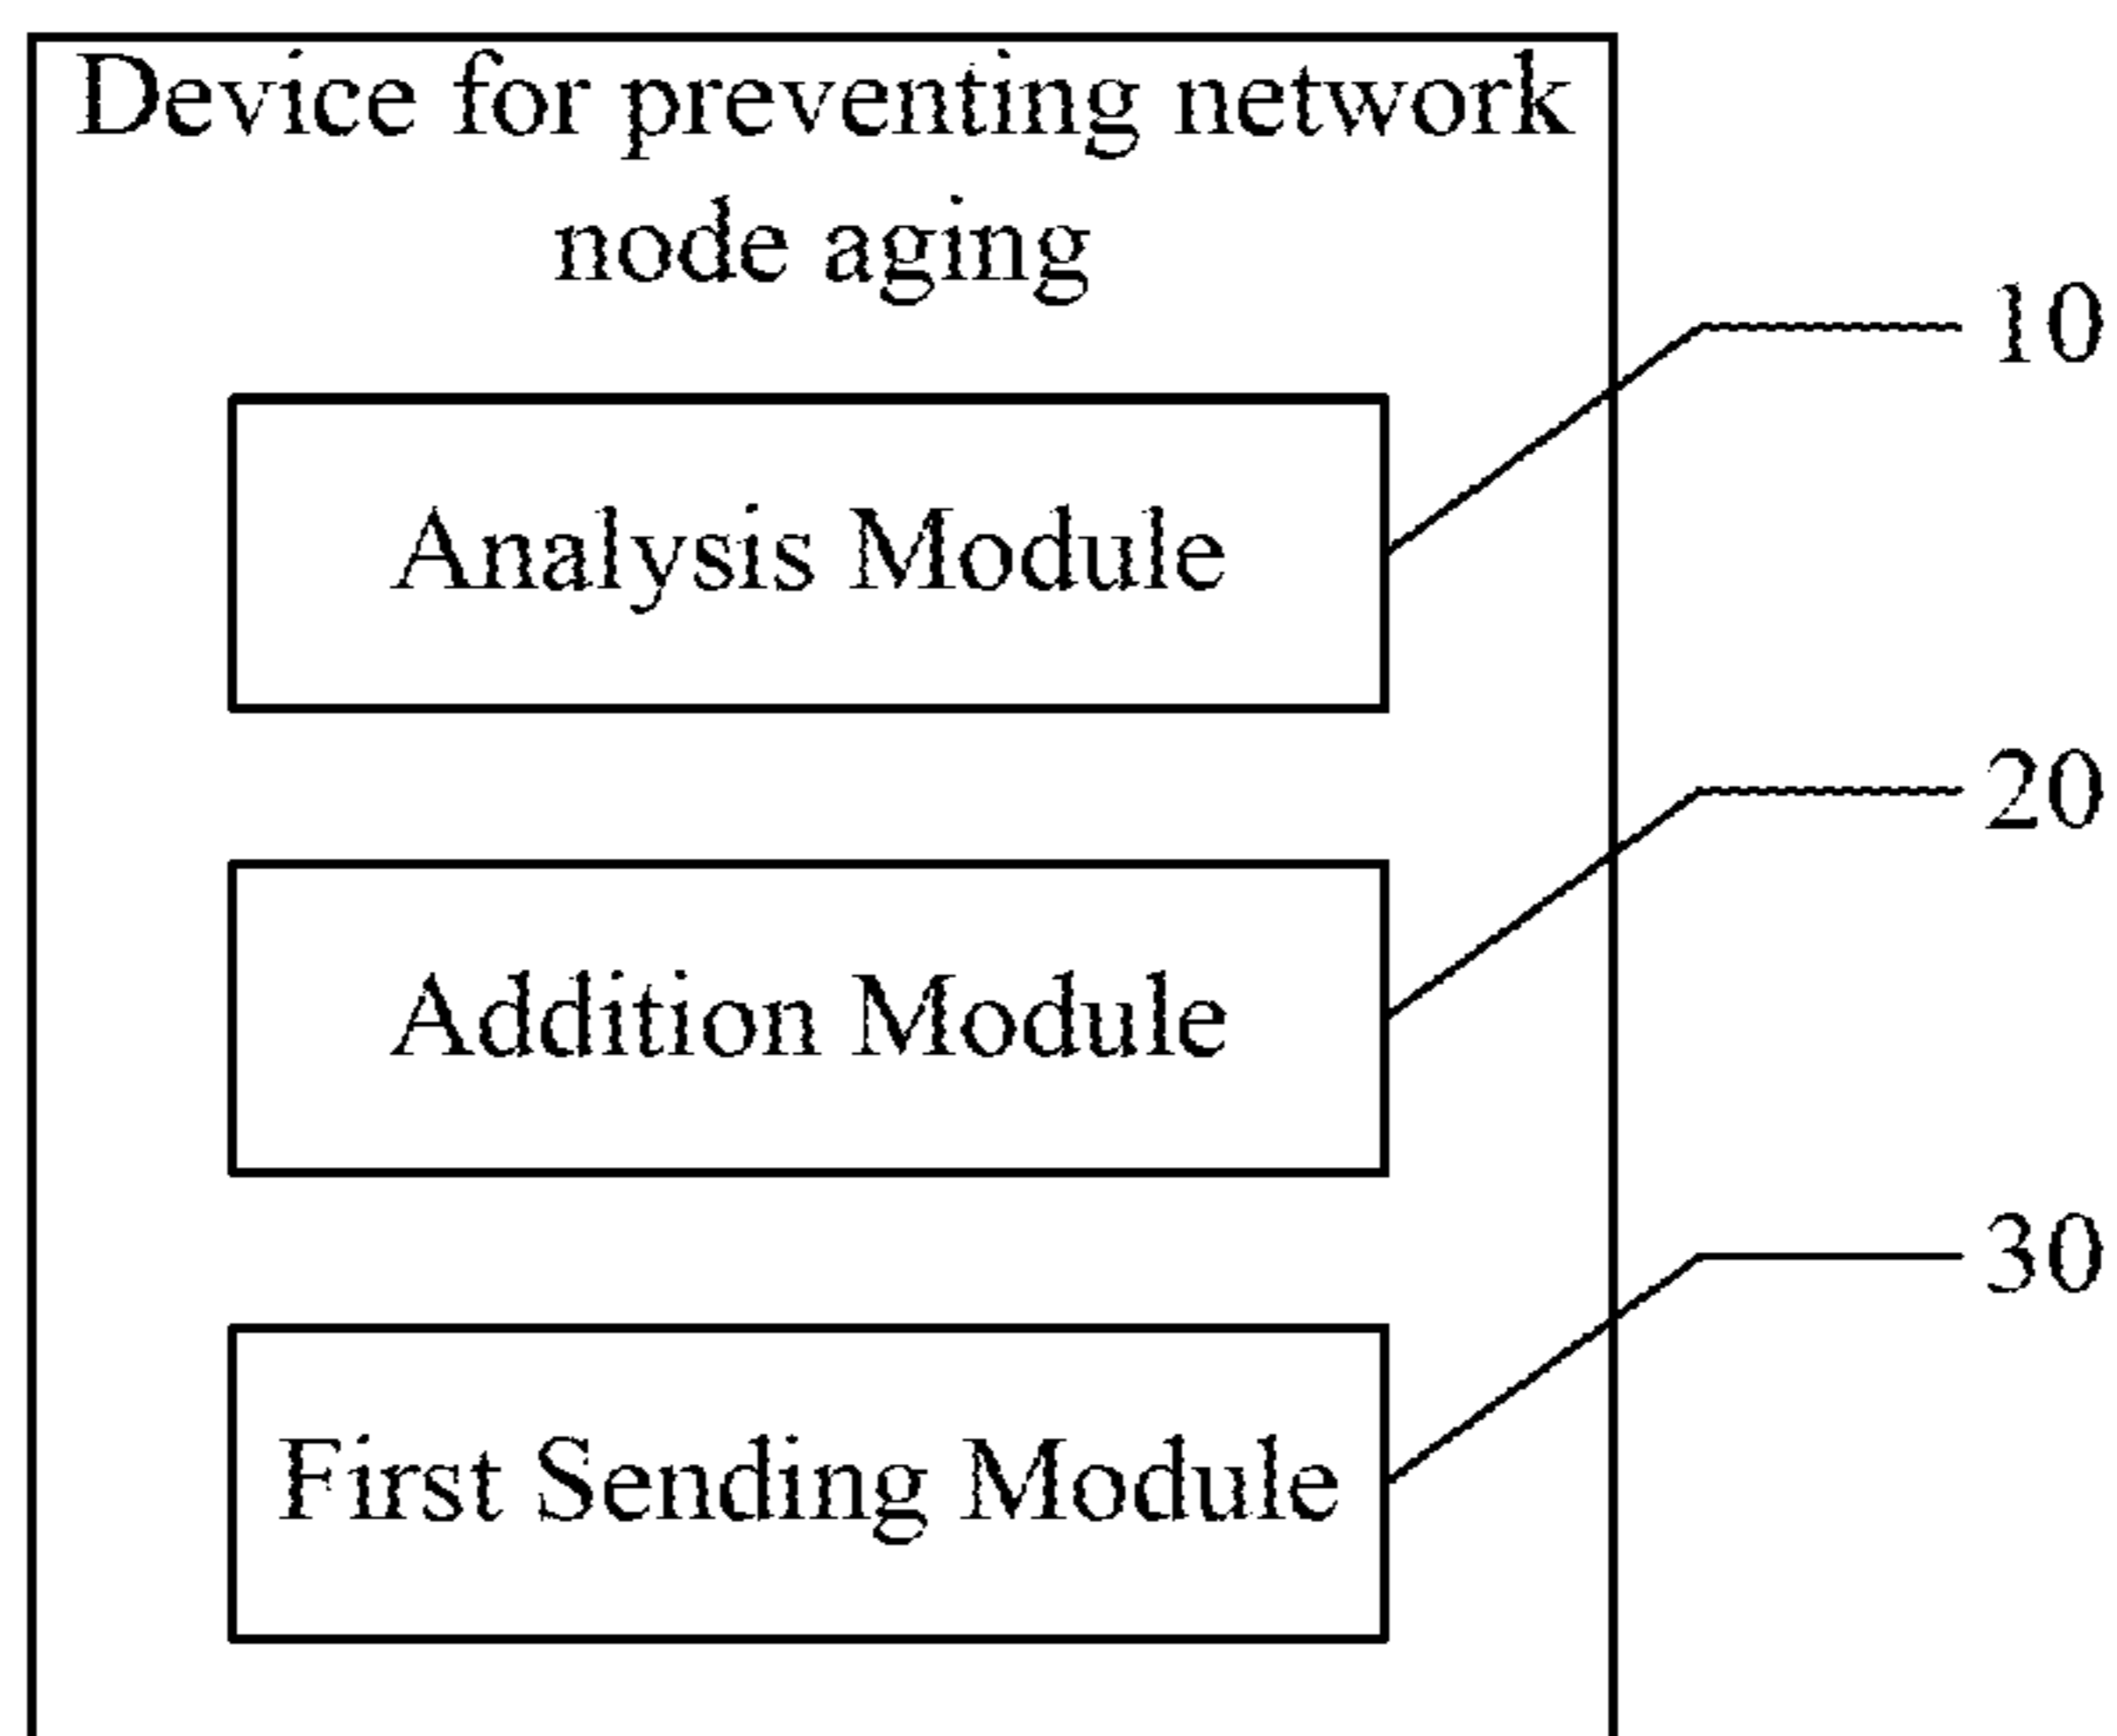 Device for preventing network
node aging
10
Analysis Module
20
Addition Module
30
First Sending Module